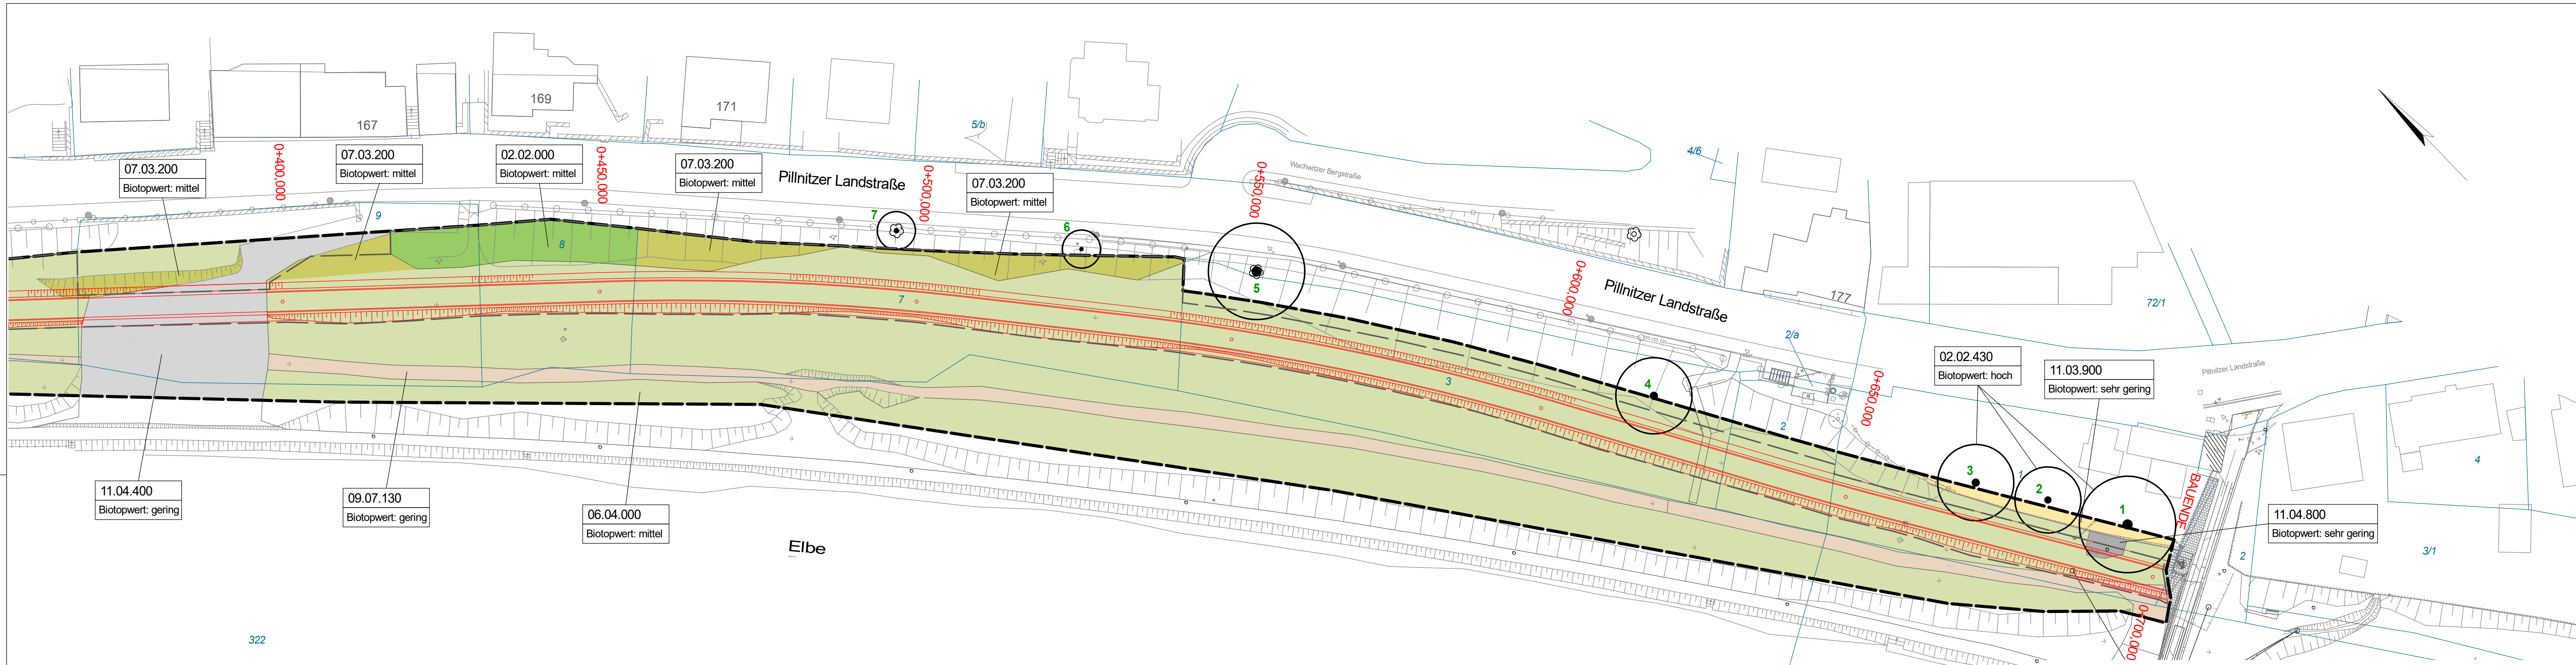 169
171
167
5/b
4/6
Wachwitzer Bergstraße
07.03.200
Biotopwert: mittel
0+400,000
07.03.200
Biotopwert: mittel
02.02.000
Biotopwert: mittel
0+450,000
07.03.200
Biotopwert: mittel
Pillnitzer Landstraße
0+500,000
07.03.200
Biotopwert: mittel
0+550,000
9
8
7
6
5
7
0+600,000
Pillnitzer Landstraße
177
72/1
2/a
3
4
2
0+650,000
02.02.430
Biotopwert: hoch
11.03.900
Biotopwert: sehr gering
Pillnitzer Landstraße
3
1
2
1
BAUENDE
4
11.04.800
Biotopwert: sehr gering
3/1
2
11.04.400
Biotopwert: gering
09.07.130
Biotopwert: gering
06.04.000
Biotopwert: mittel
Elbe
322
0+700,000